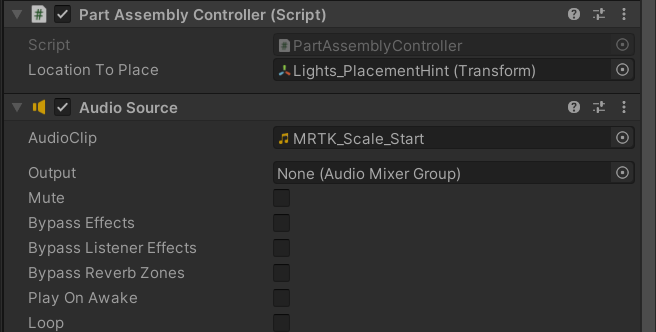 Part Assembly Controller (Script)
Script PartAssemblyController
Location To Place Lights_PlacementHint (Transform)
Audio Source
AudioClip MRTK_Scale_Start
Output None (Audio Mixer Group)
Mute
Bypass Effects
Bypass Listener Effects
Bypass Reverb Zones
Play On Awake
Loop